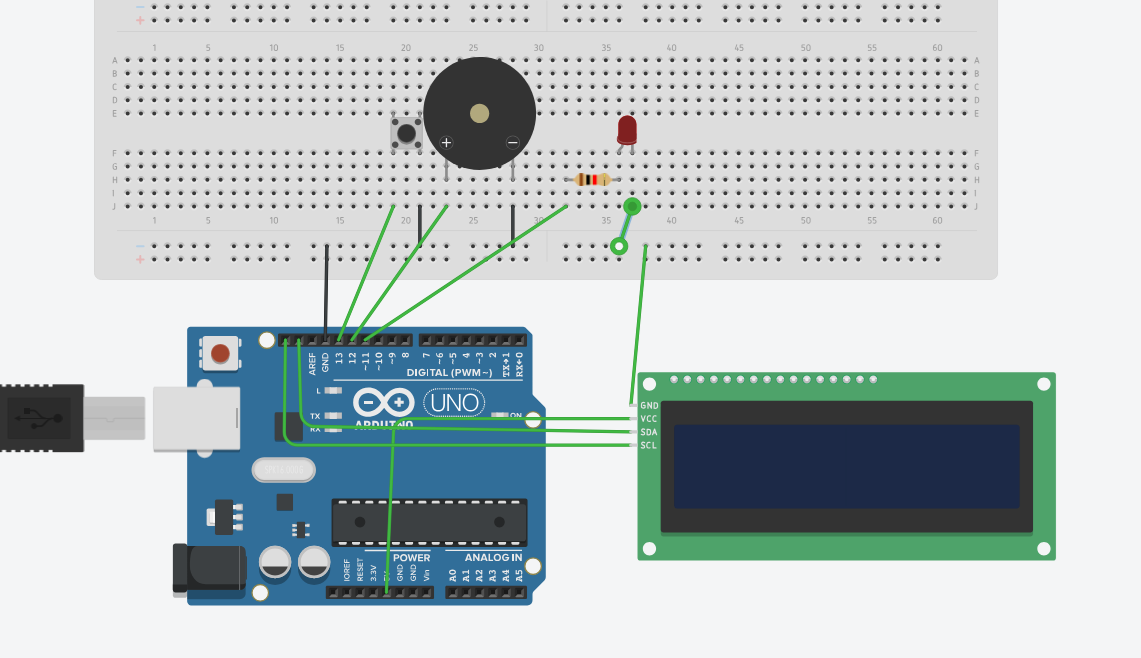 − −
+ +
1 5 10 15 20 25 30 35 40 45 50 55 60
A A
B B
C C
D D
E E
+ −
F F
G G
H H
I I
J J
1 5 10 15 20 25 30 35 40 45 50 55 60
− −
+ +
AREF
GND
13
12
~11
~10
~9
8
7
~6
~5
4
~3
2
TX→1
RX←0
DIGITAL (PWM~)
L
TX
RX
UNO
ON
ARDUINO
GND
VCC
SDA
SCL
POWER
ANALOG IN
IOREF
RESET
3.3V
5V
GND
GND
Vin
A0
A1
A2
A3
A4
A5